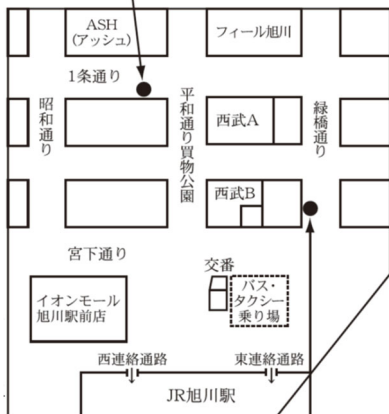 ASH
(アッシュ)
フィール旭川
1条通り
昭和通り
平和通り買物公園
西武A
緑橋通り
西武B
宮下通り
交番
イオンモール
旭川駅前店
バス・
タクシー
乗り場
西連絡通路
東連絡通路
JR旭川駅